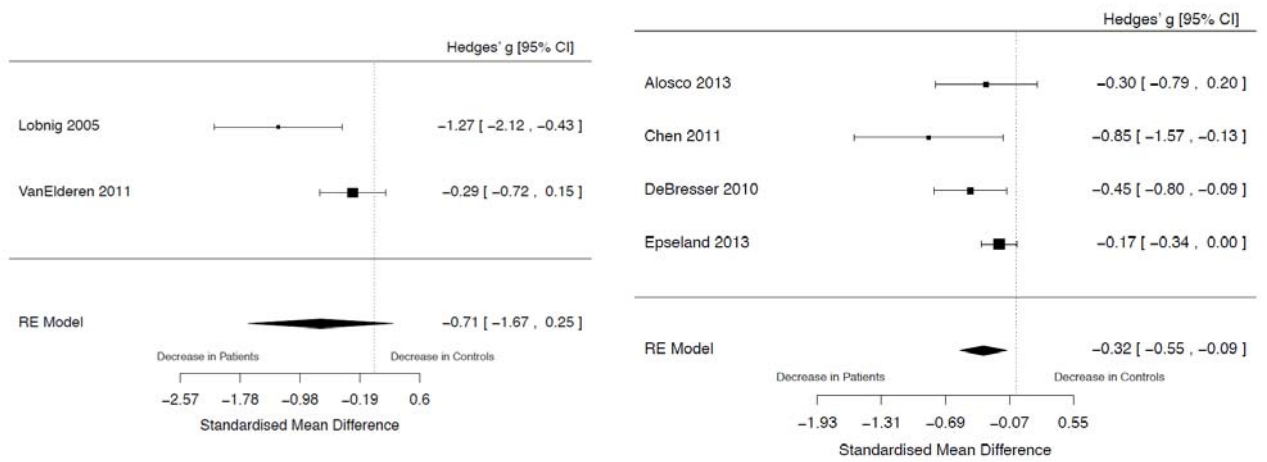 Hedges' g [95% CI]
Lobnig 2005 −1.27 [ −2.12 , −0.43 ]
VanElderen 2011 −0.29 [ −0.72 , 0.15 ]
RE Model −0.71 [ −1.67 , 0.25 ]
Decrease in Patients Decrease in Controls
−2.57 −1.78 −0.98 −0.19 0.6
Standardised Mean Difference
Hedges' g [95% CI]
Alosco 2013 −0.30 [ −0.79 , 0.20 ]
Chen 2011 −0.85 [ −1.57 , −0.13 ]
DeBresser 2010 −0.45 [ −0.80 , −0.09 ]
Epseland 2013 −0.17 [ −0.34 , 0.00 ]
RE Model −0.32 [ −0.55 , −0.09 ]
Decrease in Patients Decrease in Controls
−1.93 −1.31 −0.69 −0.07 0.55
Standardised Mean Difference